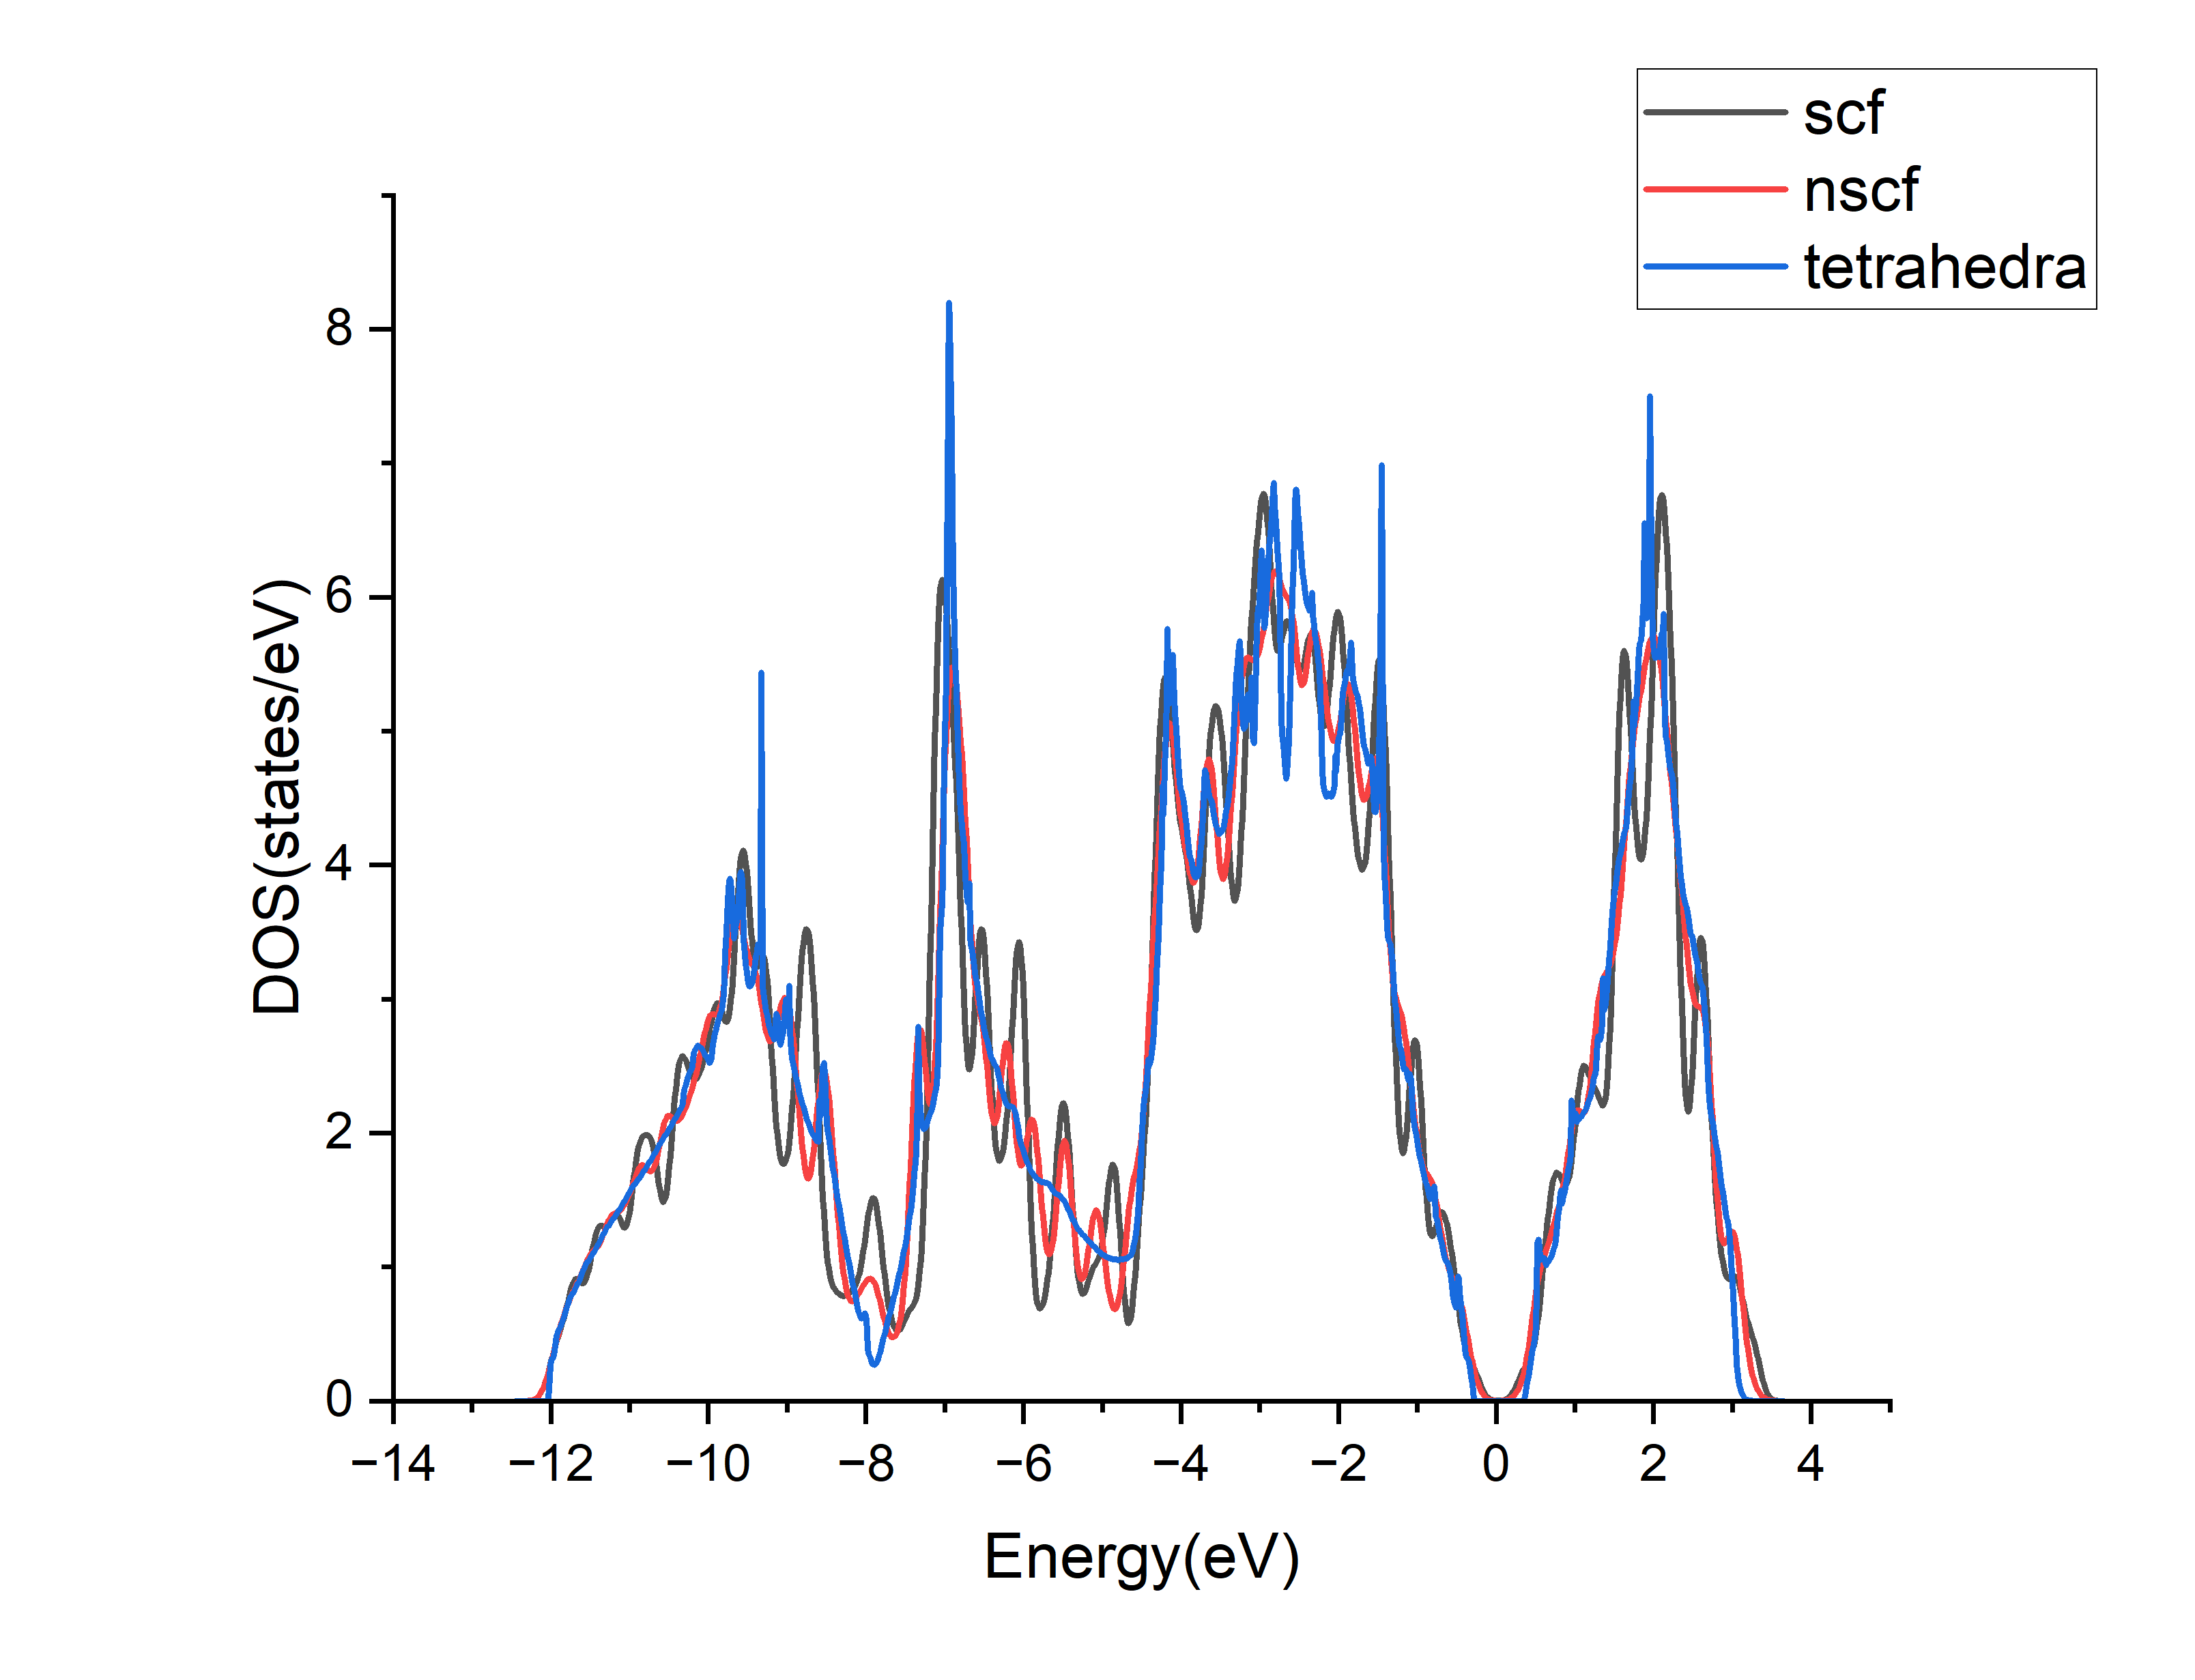 scf
nscf
tetrahedra
DOS(states/eV)
8
6
4
2
0
−14 −12 −10 −8 −6 −4 −2 0 2 4
Energy(eV)